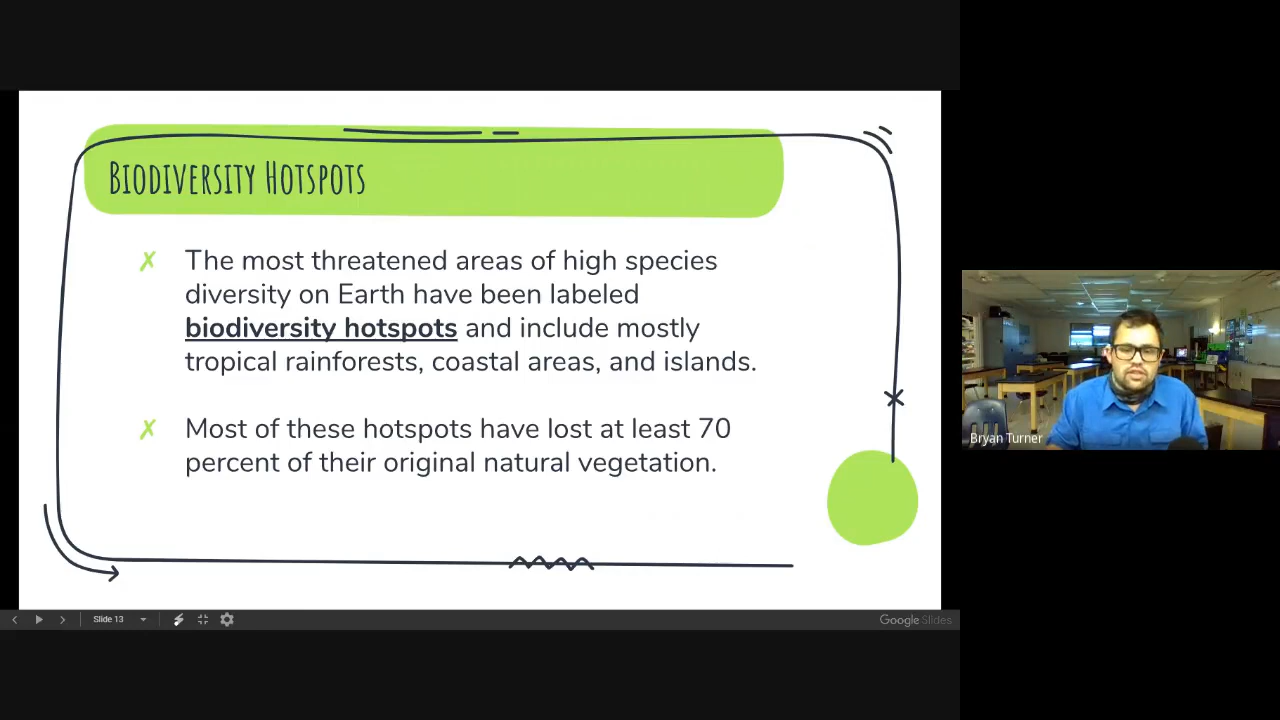 Biodiversity Hotspots
✗ The most threatened areas of high species
diversity on Earth have been labeled
biodiversity hotspots and include mostly
tropical rainforests, coastal areas, and islands.
✗ Most of these hotspots have lost at least 70
percent of their original natural vegetation.
Bryan Turner
Slide 13
Google Slides